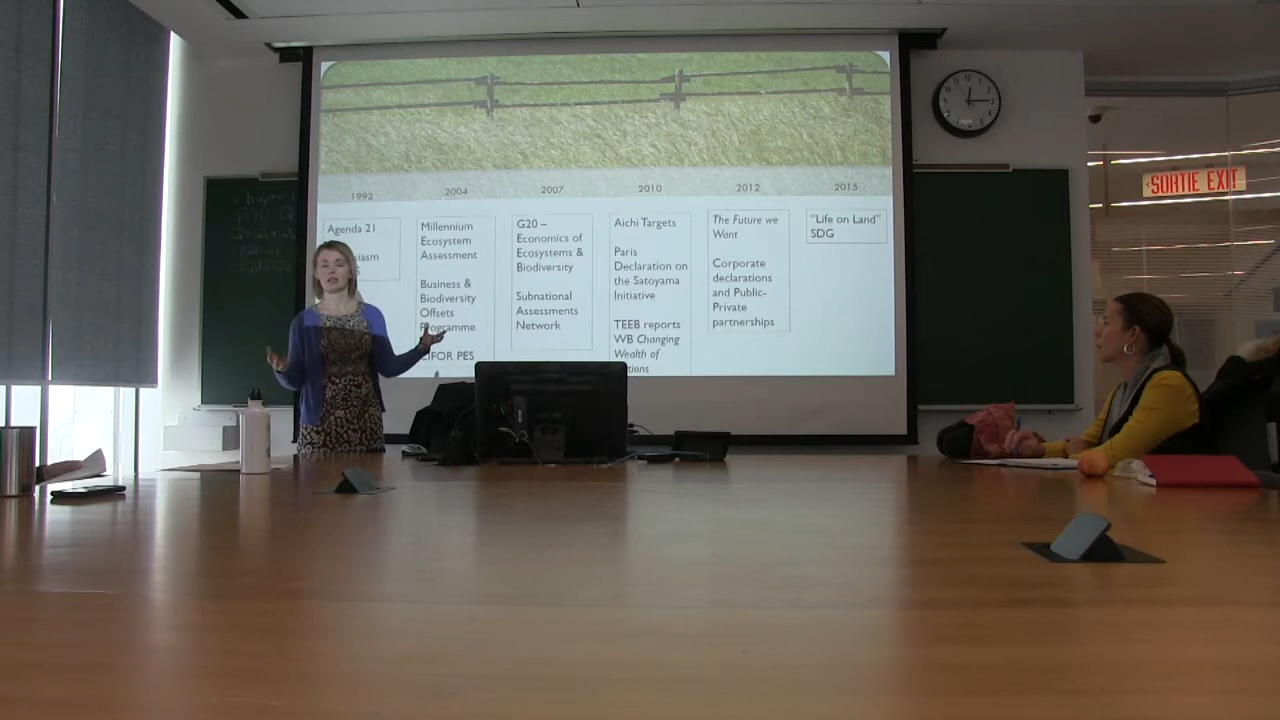 1992
2004
2007
2010
2012
2015
Agenda 21
Millennium
Ecosystem
Assessment
Business &
Biodiversity
Offsets
Programme
CIFOR PES
G20 –
Economics of
Ecosystems &
Biodiversity
Subnational
Assessments
Network
Aichi Targets
Paris
Declaration on
the Satoyama
Initiative
TEEB reports
WB Changing
Wealth of
The Future we
Want
Corporate
declarations
and Public-
Private
partnerships
"Life on Land"
SDG
SORTIE EXIT